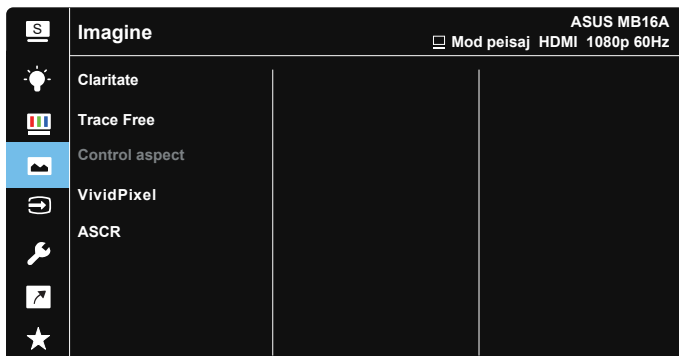 S
Imagine
ASUS MB16A
Mod peisaj HDMI 1080p 60Hz
Claritate
Trace Free
Control aspect
VividPixel
ASCR